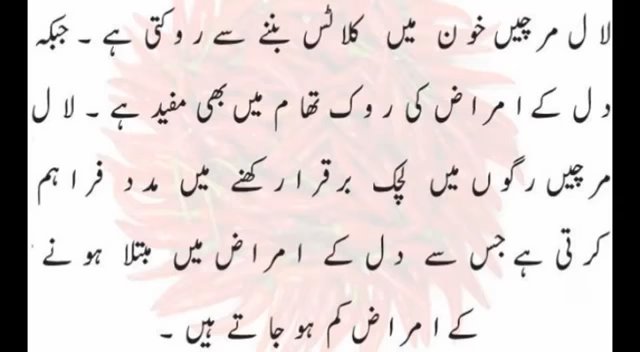 لال مرچیں خون میں کلاٹس بننے سے روکتی ہے ۔ جبکہ
دل کے امراض کی روک تھام میں بھی مفید ہے ۔ لال
مرچیں رگوں میں لچک برقرار رکھنے میں مدد فراہم
کرتی ہے جس سے دل کے امراض میں مبتلا ہونے
کے امراض کم ہو جاتے ہیں ۔